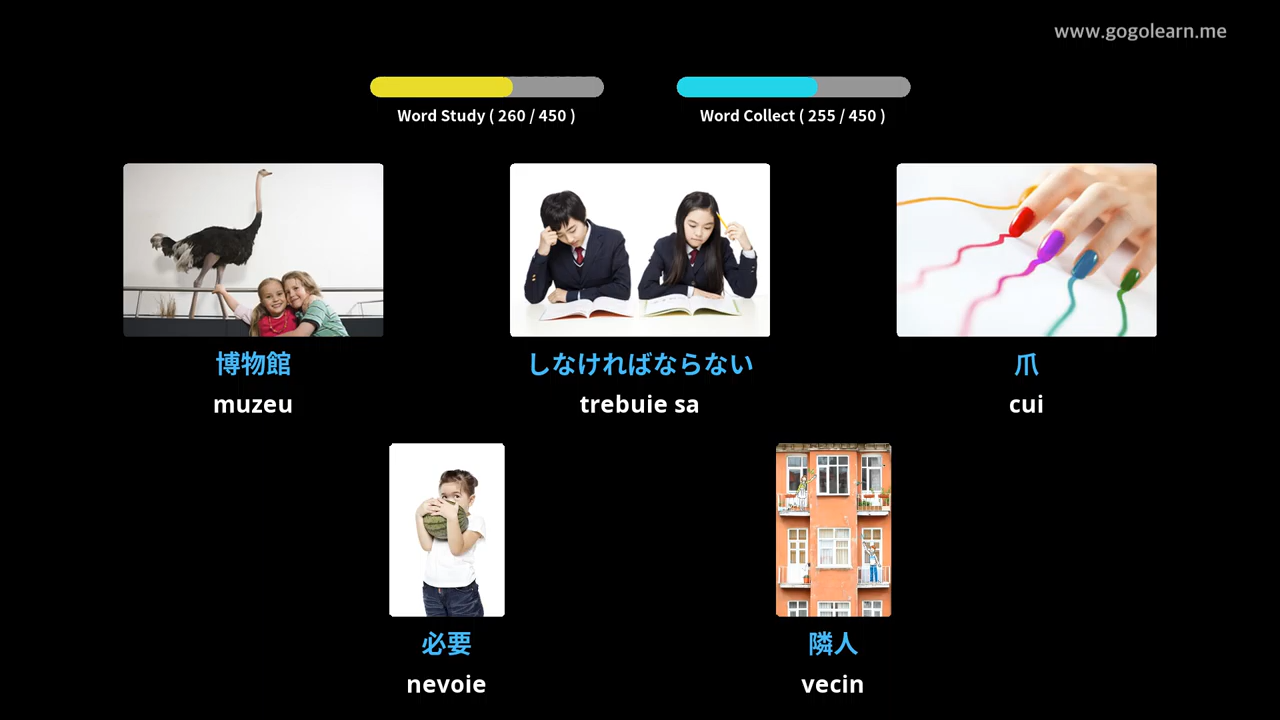 www.gogolearn.me
Word Study ( 260 / 450 )
Word Collect ( 255 / 450 )
博物館
muzeu
しなければならない
trebuie sa
爪
cui
必要
nevoie
隣人
vecin